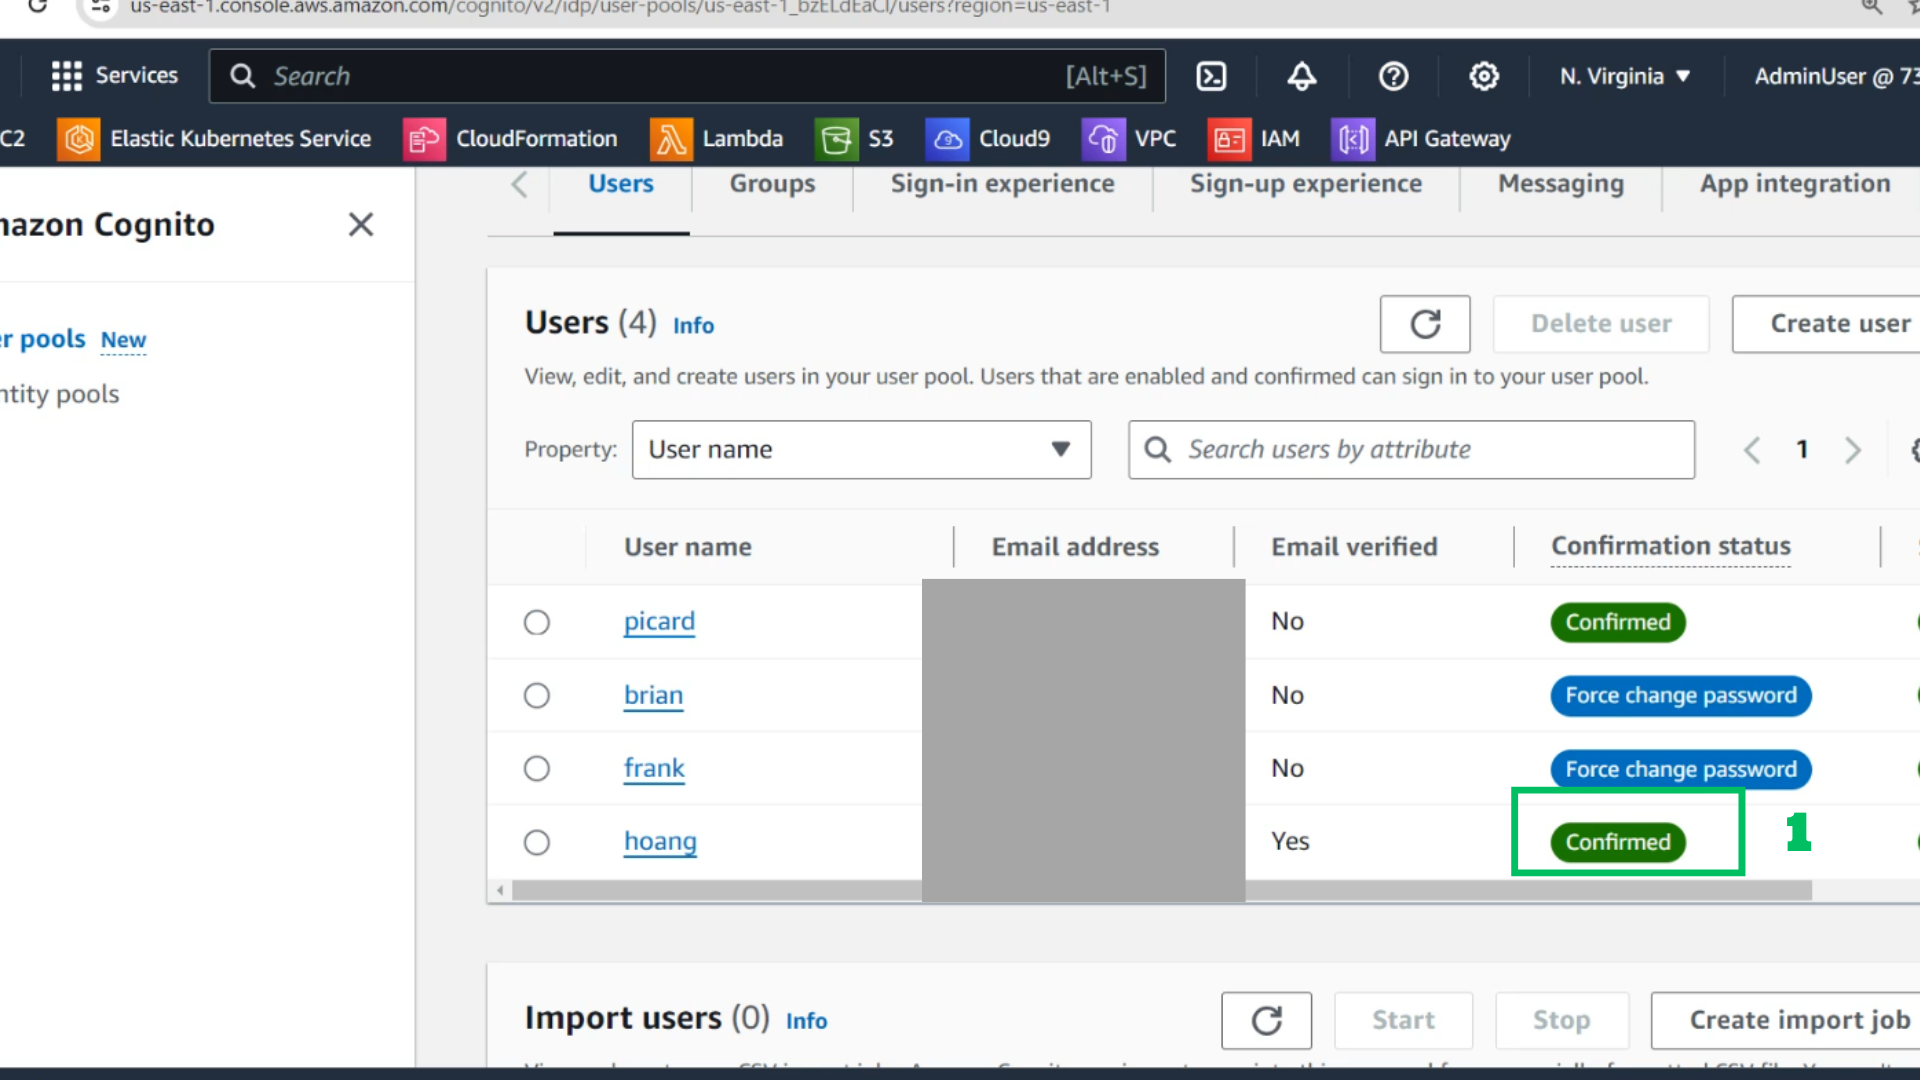 us-east-1.console.aws.amazon.com/cognito/v2/idp/user-pools/us-east-1_bzELdEaCl/users?region=us-east-1
Services
Search
[Alt+S]
N. Virginia
AdminUser @ 73
C2
Elastic Kubernetes Service
CloudFormation
Lambda
S3
Cloud9
VPC
IAM
API Gateway
mazon Cognito
er pools New
ntity pools
Users
Groups
Sign-in experience
Sign-up experience
Messaging
App integration
Users (4) Info
Delete user
Create user
View, edit, and create users in your user pool. Users that are enabled and confirmed can sign in to your user pool.
Property:
User name
Search users by attribute
1
User name
Email address
Email verified
Confirmation status
picard
No
Confirmed
brian
No
Force change password
frank
No
Force change password
hoang
Yes
Confirmed
1
Import users (0) Info
Start
Stop
Create import job